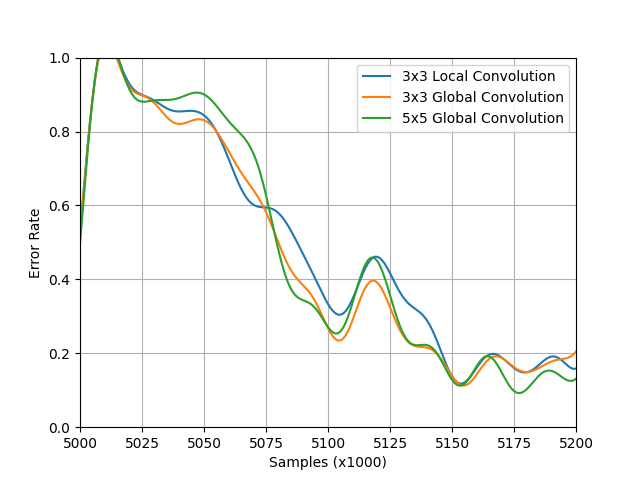 1.0
0.8
0.6
0.4
0.2
0.0
Error Rate
3x3 Local Convolution
3x3 Global Convolution
5x5 Global Convolution
5000 5025 5050 5075 5100 5125 5150 5175 5200
Samples (x1000)